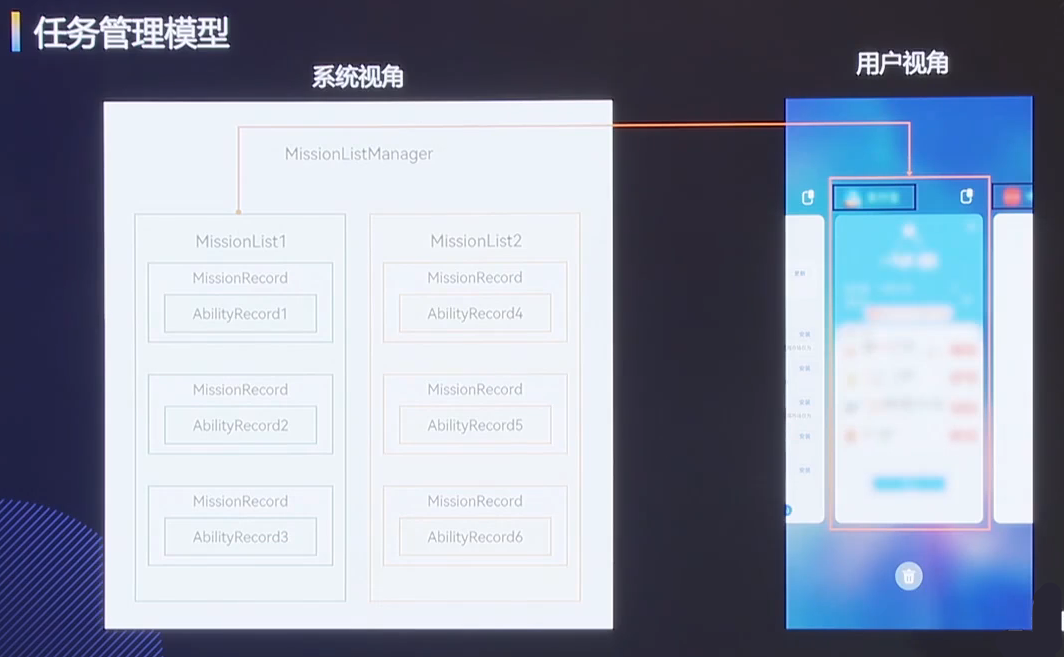 任务管理模型
系统视角
用户视角
MissionListManager
MissionList1
MissionRecord
AbilityRecord1
MissionRecord
AbilityRecord2
MissionRecord
AbilityRecord3
MissionList2
MissionRecord
AbilityRecord4
MissionRecord
AbilityRecord5
MissionRecord
AbilityRecord6